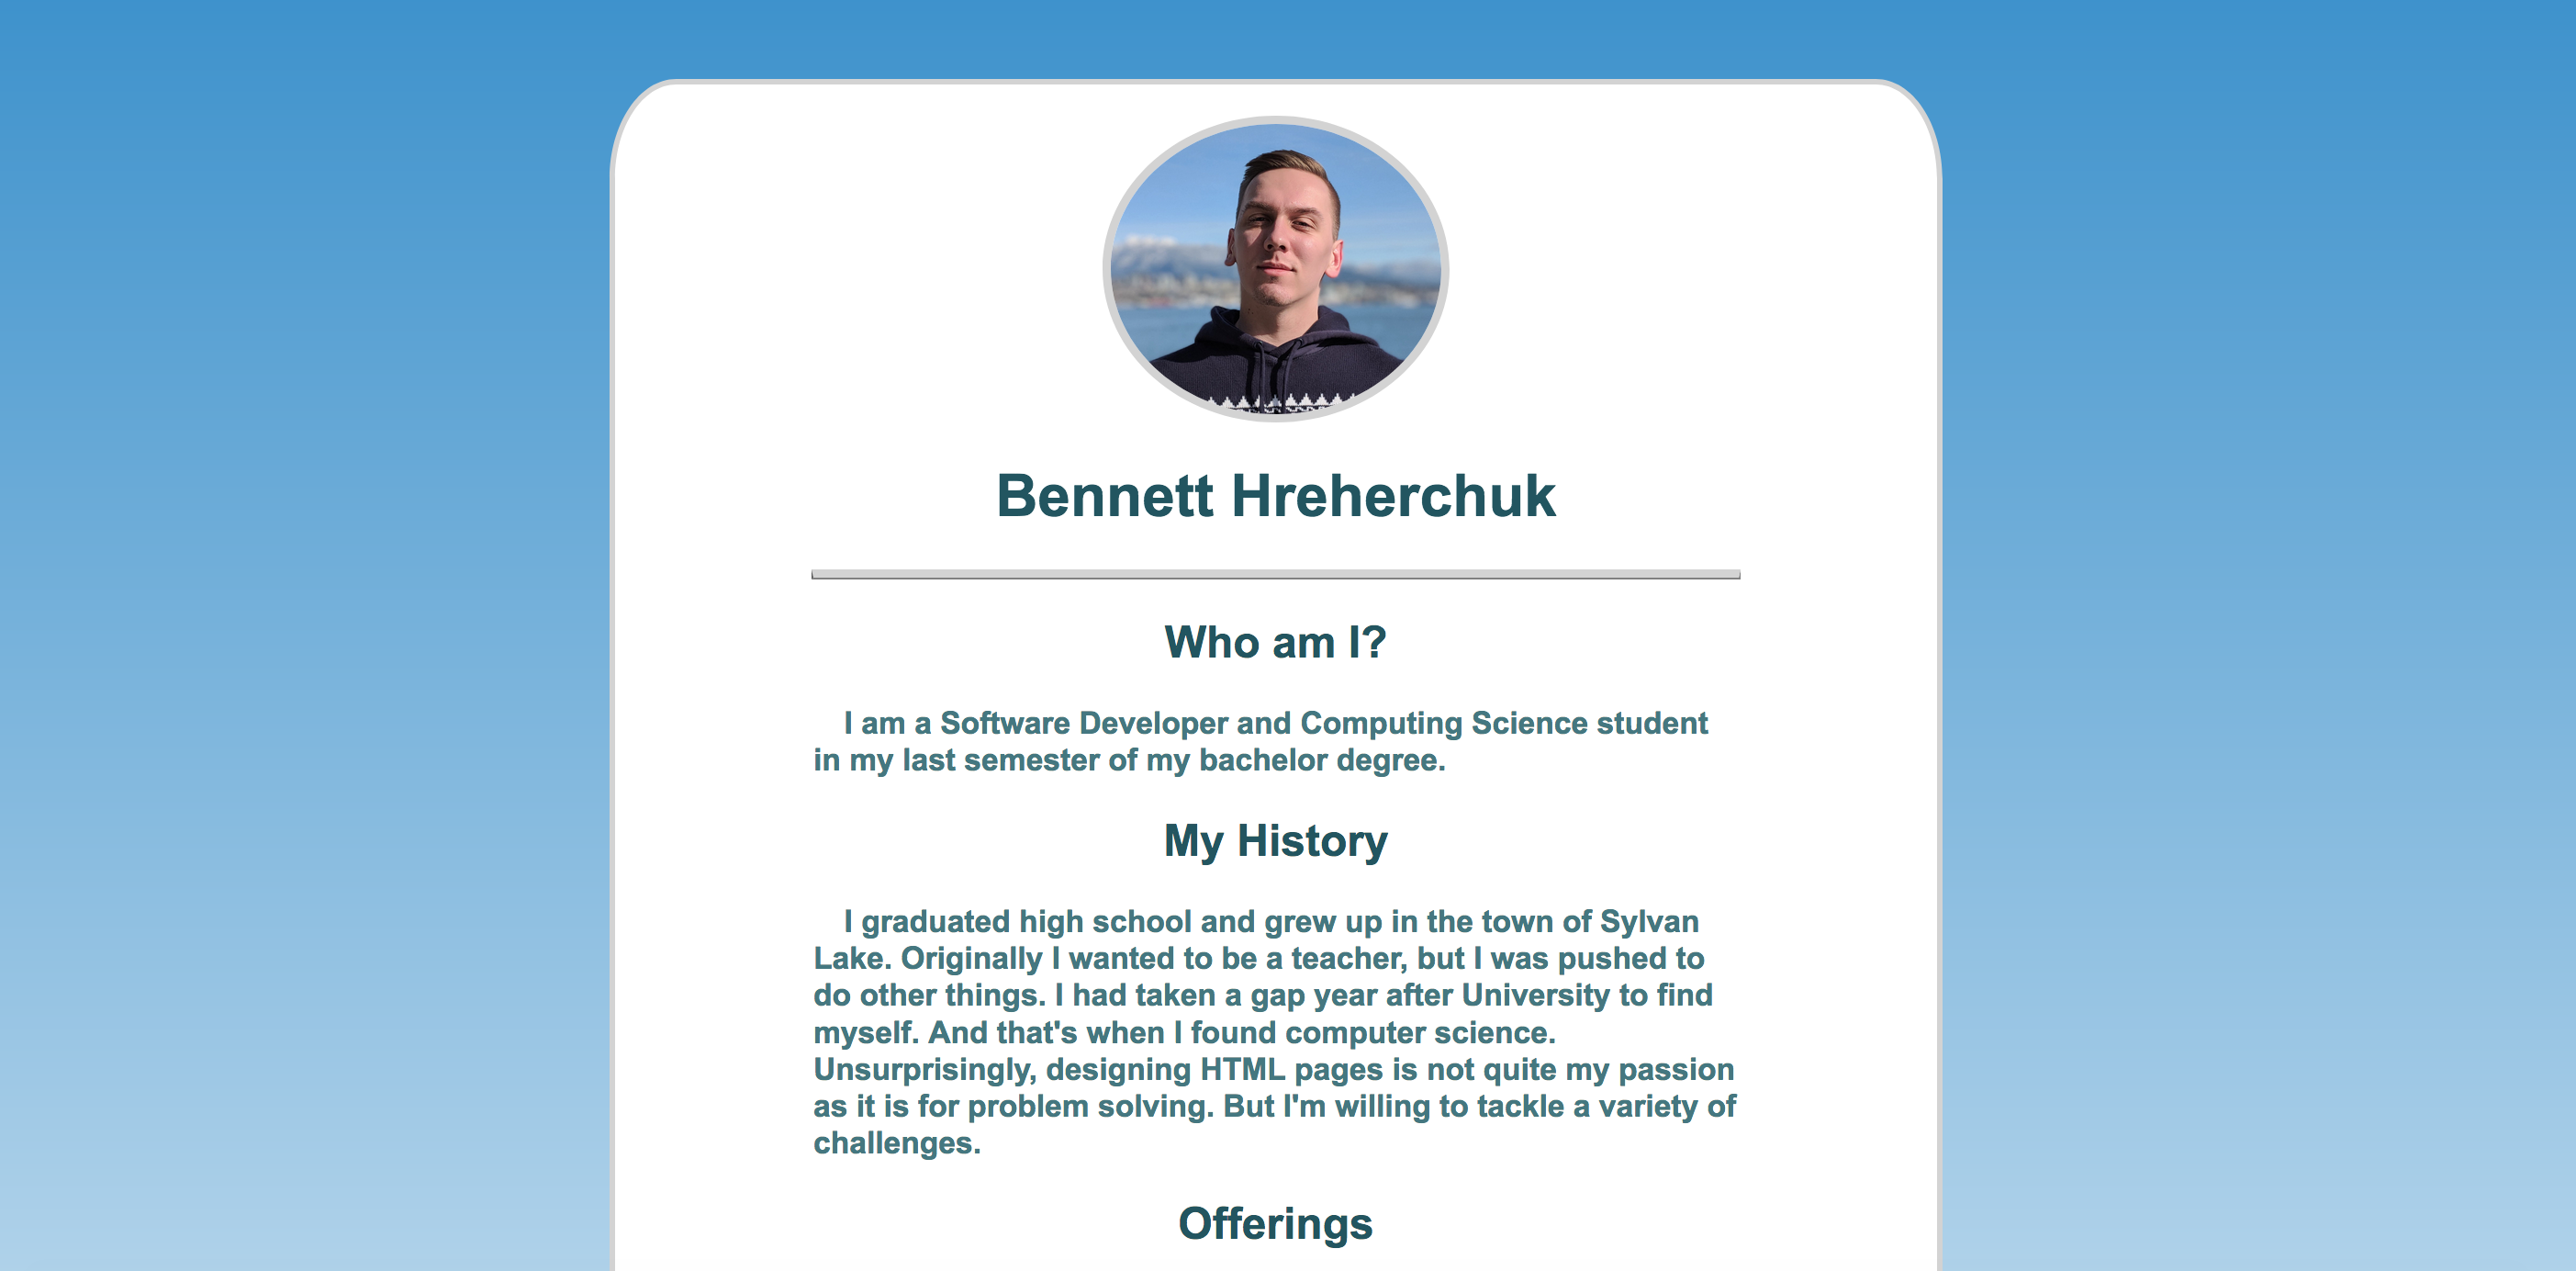 Bennett Hreherchuk
Who am I?
I am a Software Developer and Computing Science student
in my last semester of my bachelor degree.
My History
I graduated high school and grew up in the town of Sylvan
Lake. Originally I wanted to be a teacher, but I was pushed to
do other things. I had taken a gap year after University to find
myself. And that's when I found computer science.
Unsurprisingly, designing HTML pages is not quite my passion
as it is for problem solving. But I'm willing to tackle a variety of
challenges.
Offerings